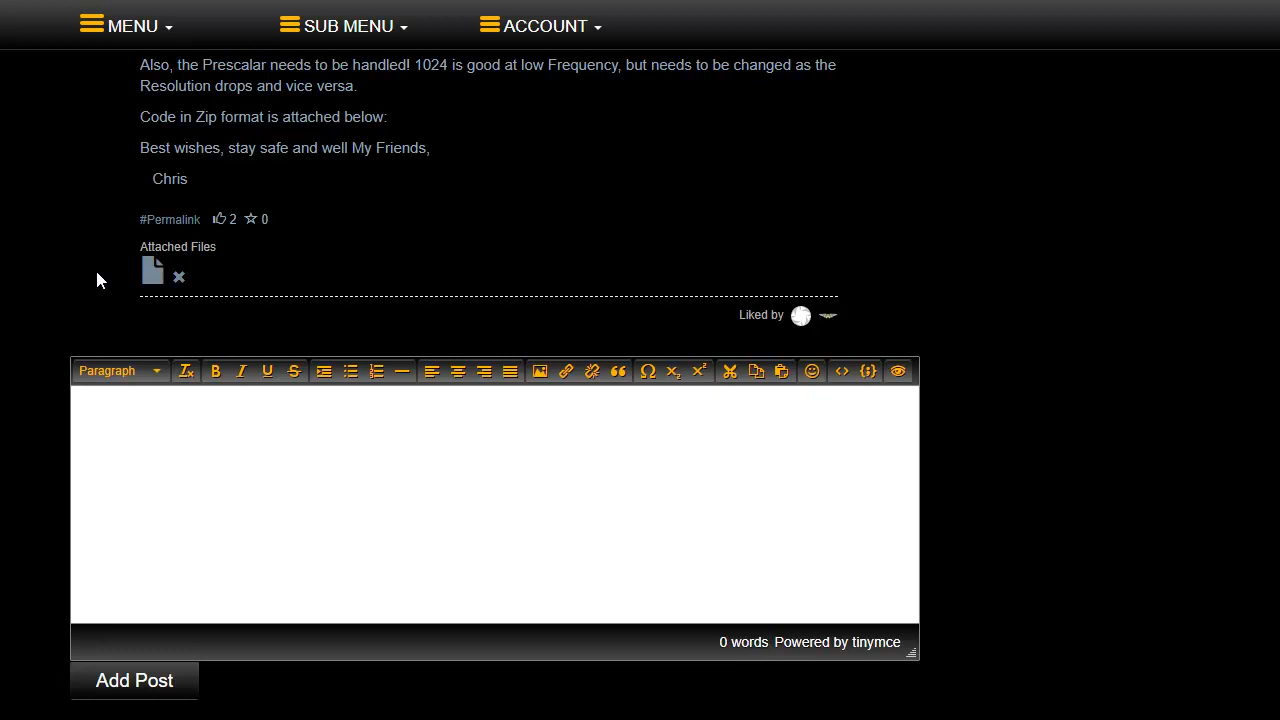 MENU SUB MENU ACCOUNT
Also, the Prescalar needs to be handled! 1024 is good at low Frequency, but needs to be changed as the
Resolution drops and vice versa.
Code in Zip format is attached below:
Best wishes, stay safe and well My Friends,
Chris
#Permalink 2 0
Attached Files
Liked by
Paragraph
0 words Powered by tinymce
Add Post